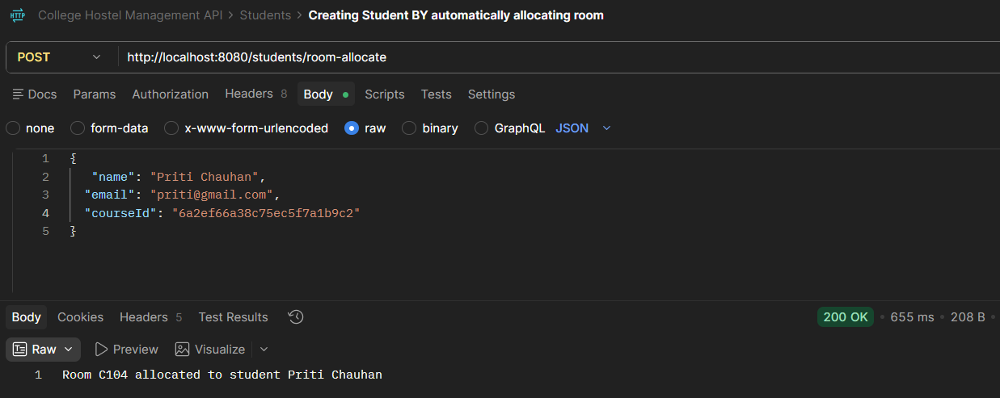 HTTP College Hostel Management API > Students > Creating Student BY automatically allocating room
POST http://localhost:8080/students/room-allocate
Docs Params Authorization Headers 8 Body Scripts Tests Settings
none form-data x-www-form-urlencoded raw binary GraphQL JSON
1 {
2 "name": "Priti Chauhan",
3 "email": "priti@gmail.com",
4 "courseId": "6a2ef66a38c75ec5f7a1b9c2"
5 }
Body Cookies Headers 5 Test Results 200 OK • 655 ms • 208 B •
Raw Preview Visualize
1 Room C104 allocated to student Priti Chauhan